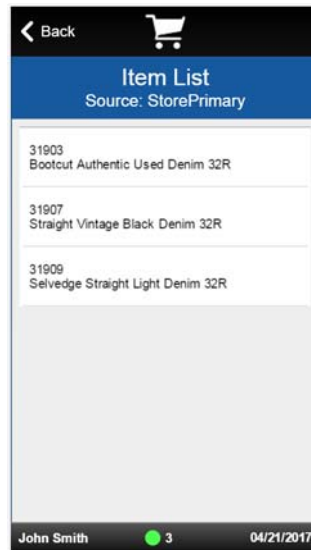 Back
Item List
Source: StorePrimary
31903
Bootcut Authentic Used Denim 32R
31907
Straight Vintage Black Denim 32R
31909
Selvedge Straight Light Denim 32R
John Smith 3 04/21/2017